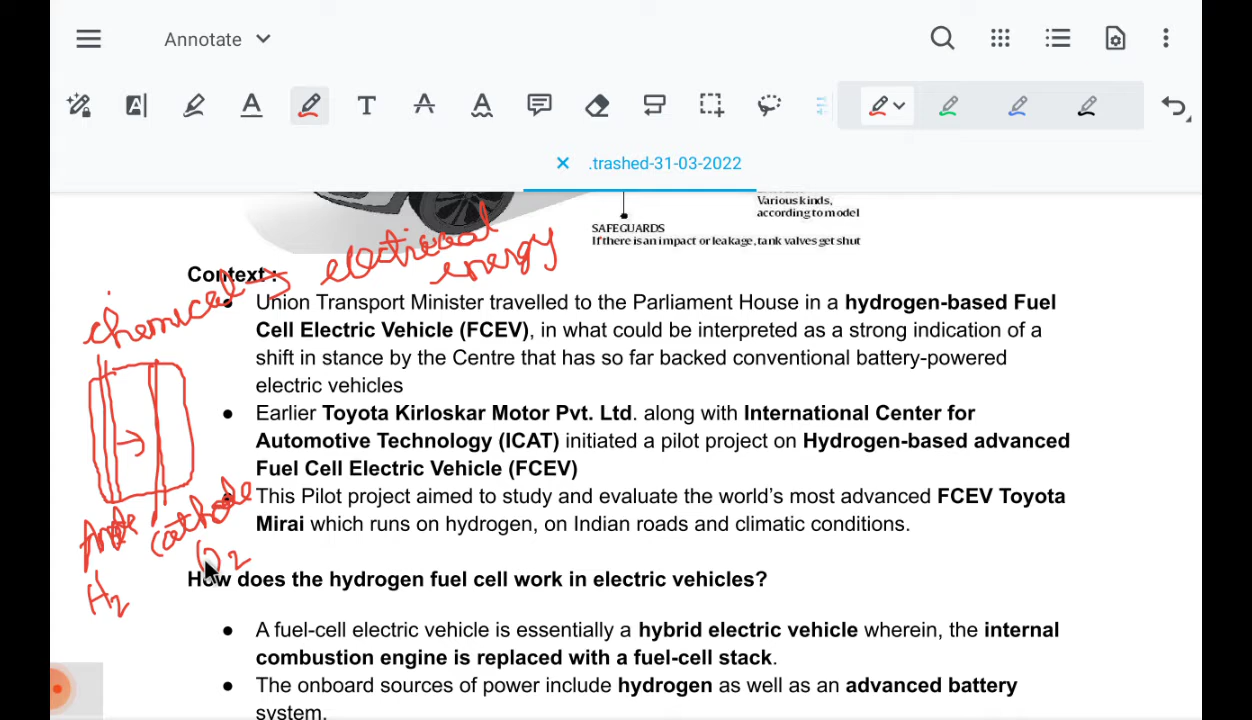 Annotate
T
.trashed-31-03-2022
Various kinds,
according to model
SAFEGUARDS
If there is an impact or leakage, tank valves get shut
chemical → electrical
energy
Context :
● Union Transport Minister travelled to the Parliament House in a hydrogen-based Fuel
Cell Electric Vehicle (FCEV), in what could be interpreted as a strong indication of a
shift in stance by the Centre that has so far backed conventional battery-powered
electric vehicles
● Earlier Toyota Kirloskar Motor Pvt. Ltd. along with International Center for
Automotive Technology (ICAT) initiated a pilot project on Hydrogen-based advanced
Fuel Cell Electric Vehicle (FCEV)
● This Pilot project aimed to study and evaluate the world's most advanced FCEV Toyota
Mirai which runs on hydrogen, on Indian roads and climatic conditions.
Anode
Cathode
H2
O2
How does the hydrogen fuel cell work in electric vehicles?
● A fuel-cell electric vehicle is essentially a hybrid electric vehicle wherein, the internal
combustion engine is replaced with a fuel-cell stack.
● The onboard sources of power include hydrogen as well as an advanced battery
system.